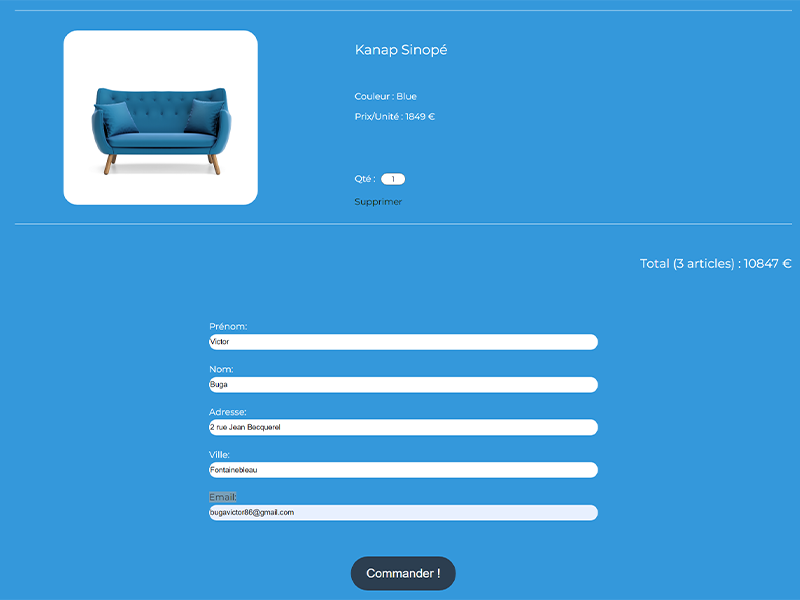 Kanap Sinopé
Couleur : Blue
Prix/Unité : 1849 €
Qté : 1
Supprimer
Total (3 articles) : 10847 €
Prénom:
Victor
Nom:
Buga
Adresse:
2 rue Jean Becquerel
Ville:
Fontainebleau
Email:
bugavictor86@gmail.com
Commander !